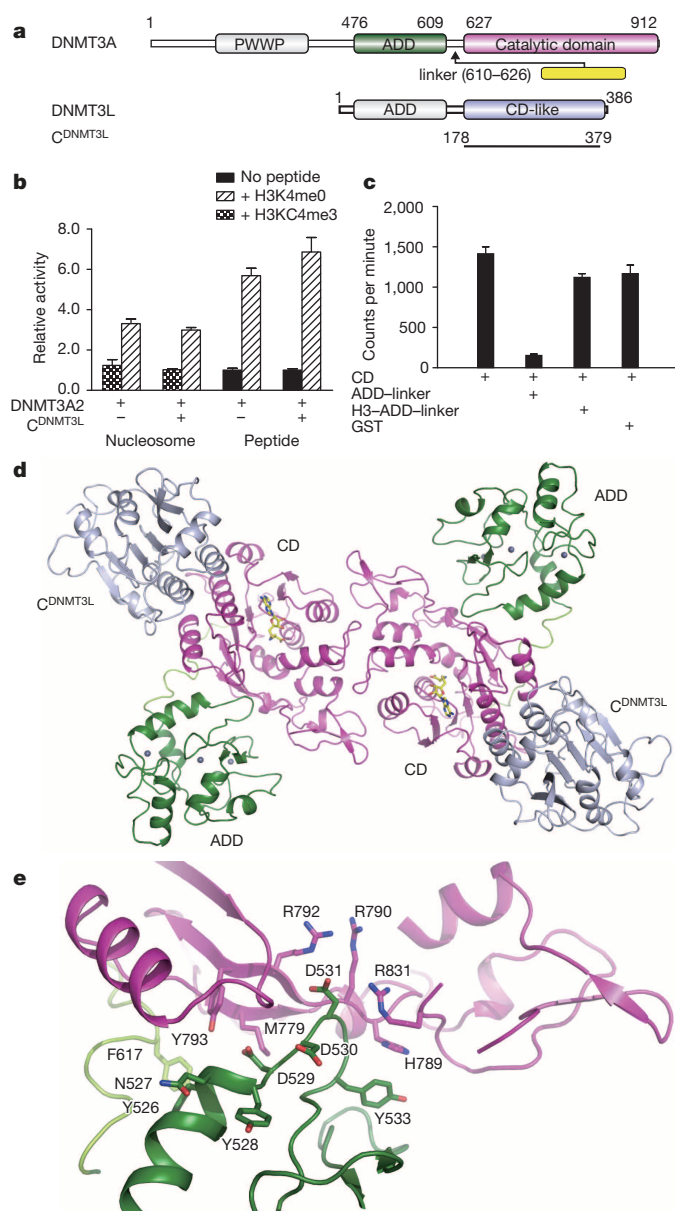 a
1 476 609 627 912
DNMT3A PWWP ADD Catalytic domain
linker (610–626)
1
DNMT3L ADD CD-like 386
C^DNMT3L 178 379
b
No peptide
+ H3K4me0
+ H3KC4me3
8.0
6.0
4.0
2.0
0.0
Relative activity
DNMT3A2 + + + +
C^DNMT3L – + – +
Nucleosome Peptide
c
2,000
1,500
1,000
500
0
Counts per minute
CD + + + +
ADD–linker +
H3–ADD–linker +
GST +
d
ADD
CD
C^DNMT3L
C^DNMT3L
CD
ADD
e
R792 R790
D531
R831
M779
Y793
D530
H789
F617
D529
N527
Y526
Y528
Y533